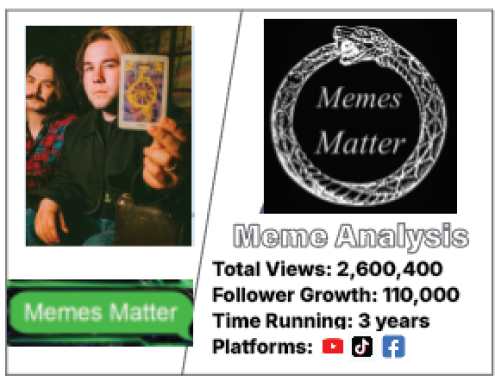 Memes
Matter
Meme Analysis
Memes Matter
Total Views: 2,600,400
Follower Growth: 110,000
Time Running: 3 years
Platforms: